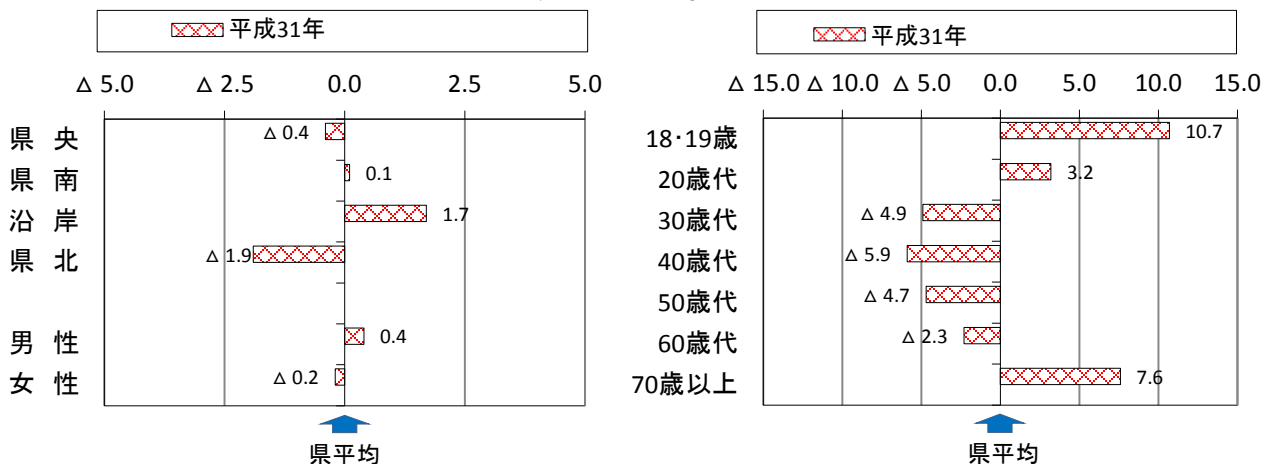 平成31年
△ 5.0 △ 2.5 0.0 2.5 5.0
県 央 △ 0.4
県 南 0.1
沿 岸 1.7
県 北 △ 1.9
男 性 0.4
女 性 △ 0.2
県平均
平成31年
△ 15.0 △ 10.0 △ 5.0 0.0 5.0 10.0 15.0
18･19歳 10.7
20歳代 3.2
30歳代 △ 4.9
40歳代 △ 5.9
50歳代 △ 4.7
60歳代 △ 2.3
70歳以上 7.6
県平均